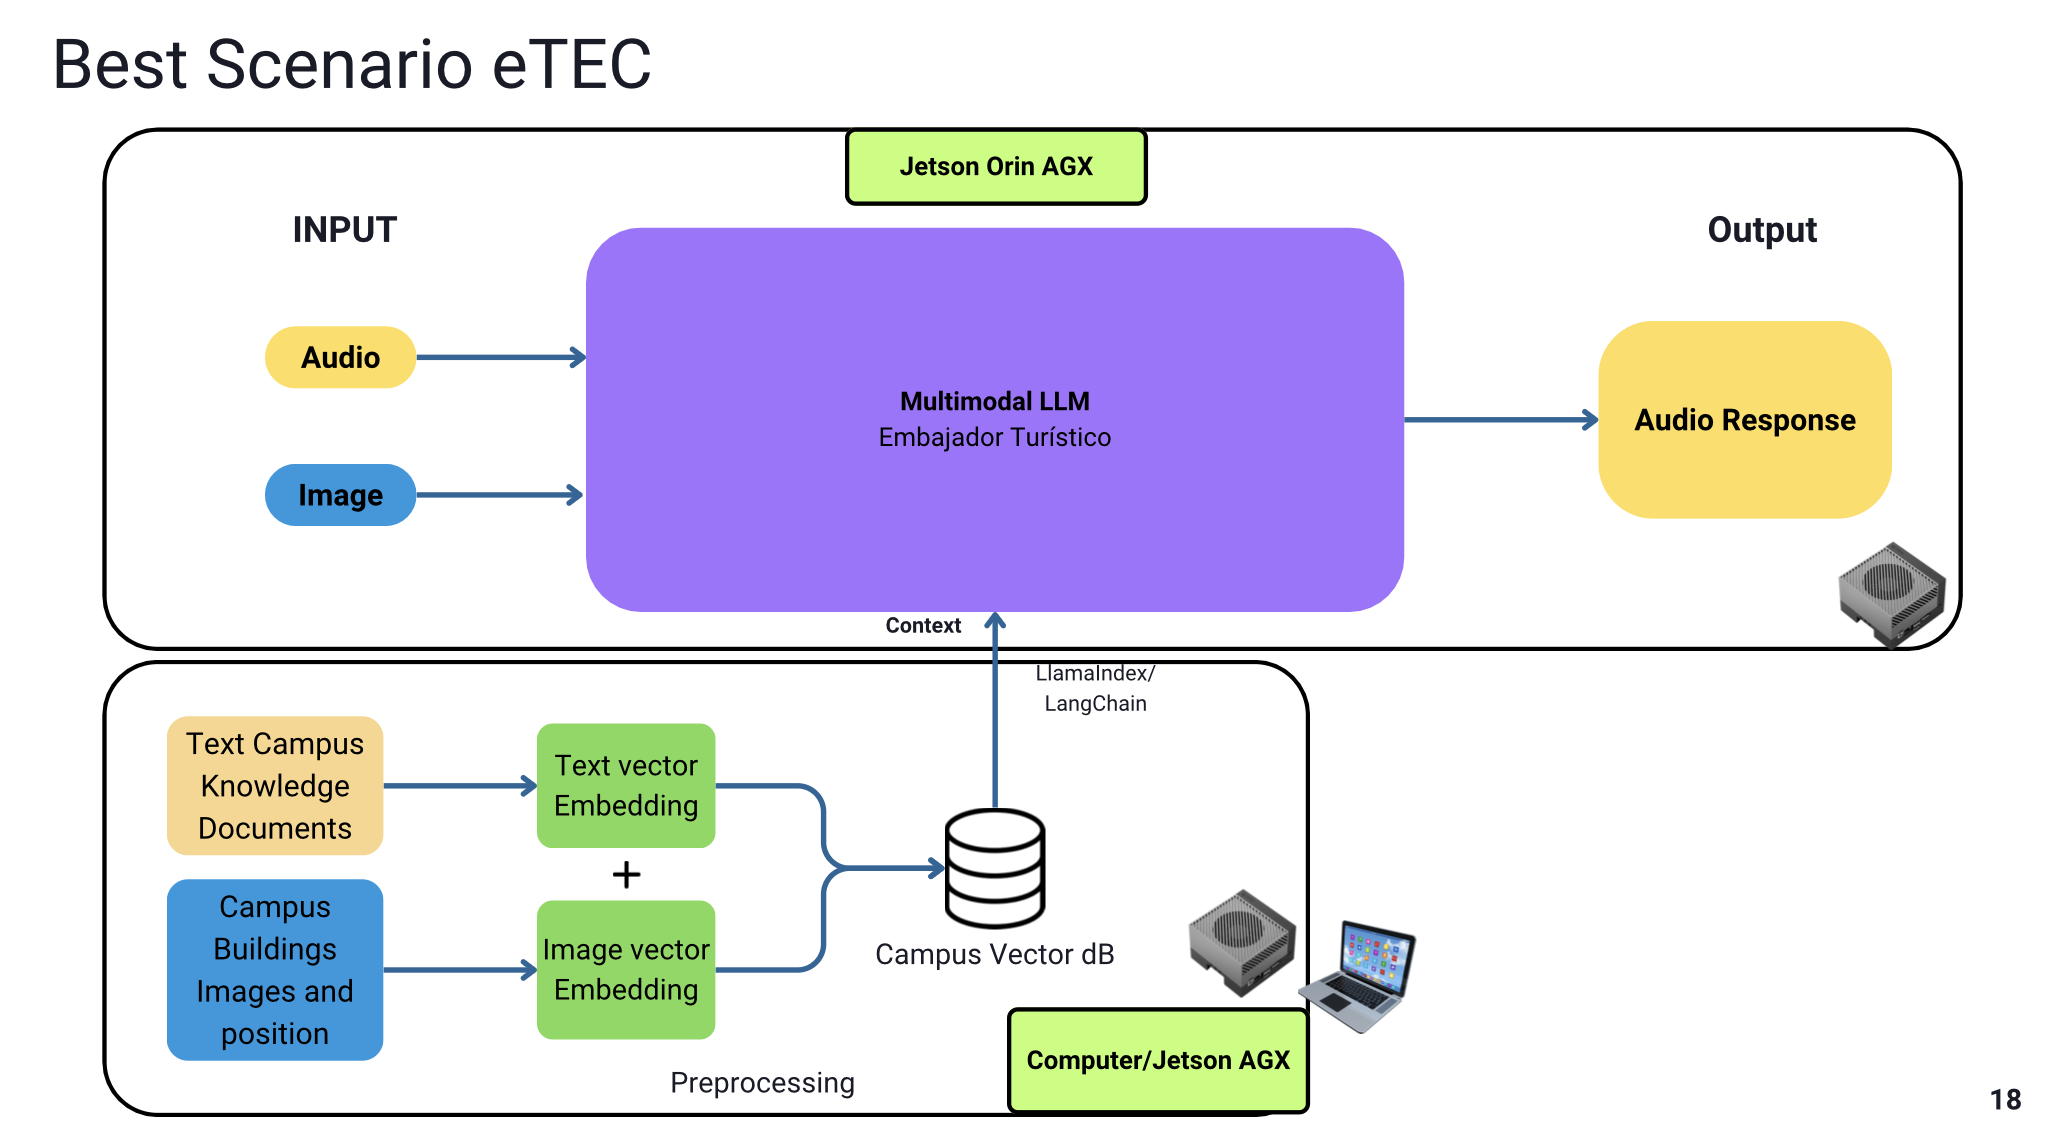 Best Scenario eTEC
Jetson Orin AGX
INPUT
Output
Audio
Image
Multimodal LLM
Embajador Turístico
Audio Response
Context
LlamaIndex/
LangChain
Text Campus
Knowledge
Documents
Text vector
Embedding
+
Campus
Buildings
Images and
position
Image vector
Embedding
Campus Vector dB
Computer/Jetson AGX
Preprocessing
18